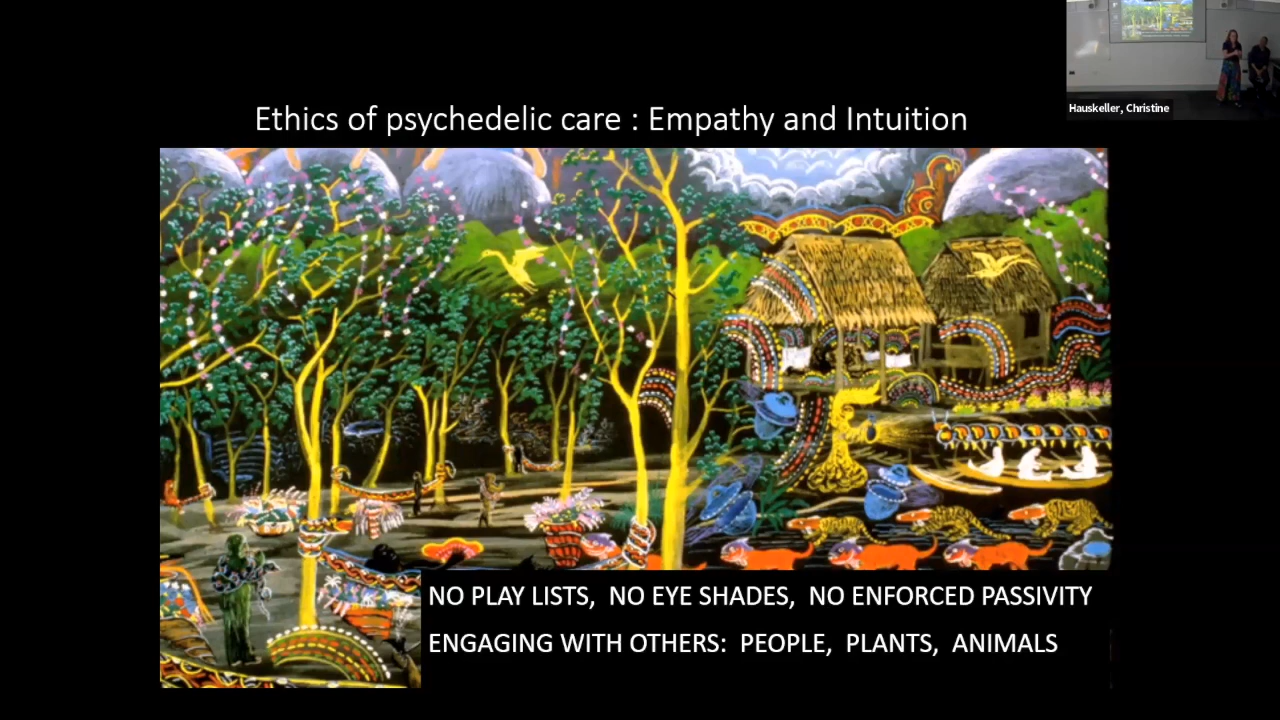 Ethics of psychedelic care : Empathy and Intuition
Hauskeller, Christine
NO PLAY LISTS, NO EYE SHADES, NO ENFORCED PASSIVITY
ENGAGING WITH OTHERS: PEOPLE, PLANTS, ANIMALS